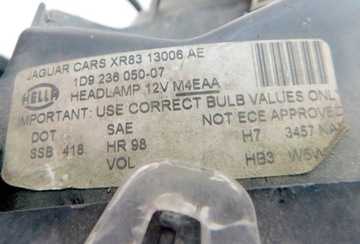 JAGUAR CARS XR83 13006 AE
1D9 236 050-07
HELLA
HEADLAMP 12V M4EAA
IMPORTANT: USE CORRECT BULB VALUES ONLY
DOT SAE NOT ECE APPROVED
SSB. 418 HR 98 H7 3457
VOL HB3